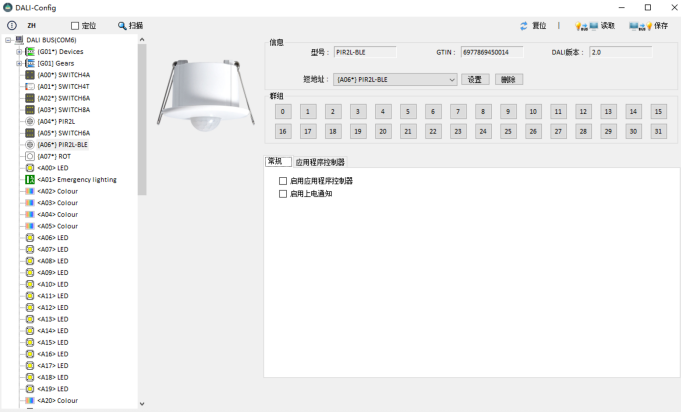 DALI-Config
ZH
定位
扫描
复位
读取
保存
DALI BUS(COM6)
(G01*) Devices
[G01] Gears
(A00*) SWITCH4A
(A01*) SWITCH4T
(A02*) SWITCH6A
(A03*) SWITCH8A
(A04*) PIR2L
(A05*) SWITCH6A
(A06*) PIR2L-BLE
(A07*) ROT
<A00> LED
<A01> Emergency lighting
<A02> Colour
<A03> Colour
<A04> Colour
<A05> Colour
<A06> LED
<A07> LED
<A08> LED
<A09> LED
<A10> LED
<A11> LED
<A12> LED
<A13> LED
<A14> LED
<A15> LED
<A16> LED
<A17> LED
<A18> LED
<A19> LED
<A20> Colour
信息
型号: PIR2L-BLE
GTIN: 6977869450014
DALI版本: 2.0
短地址: (A06*) PIR2L-BLE
设置
删除
群组
0 1 2 3 4 5 6 7 8 9 10 11 12 13 14 15
16 17 18 19 20 21 22 23 24 25 26 27 28 29 30 31
常规
应用程序控制器
启用应用程序控制器
启用上电通知